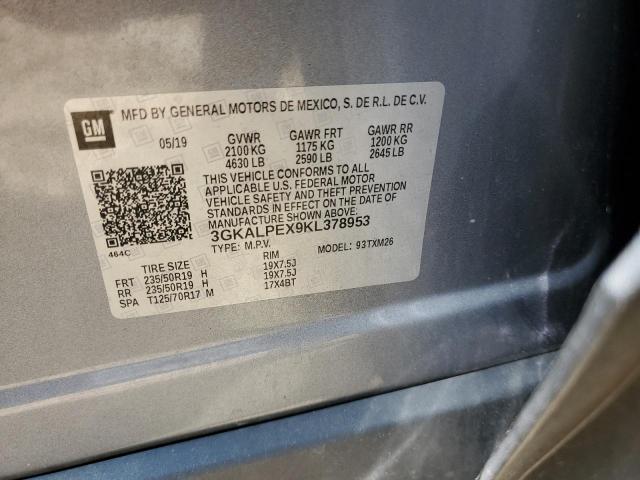 GM
MFD BY GENERAL MOTORS DE MEXICO, S. DE R.L. DE C.V.
05/19 GVWR GAWR FRT GAWR RR
2100 KG 1175 KG 1200 KG
4630 LB 2590 LB 2645 LB
THIS VEHICLE CONFORMS TO ALL
APPLICABLE U.S. FEDERAL MOTOR
VEHICLE SAFETY AND THEFT PREVENTION
STANDARDS IN EFFECT ON THE DATE OF
MANUFACTURE SHOWN ABOVE.
3GKALPEX9KL378953
464C
TYPE: M.P.V. MODEL: 93TXM26
TIRE SIZE RIM
FRT 235/50R19 H 19X7.5J
RR 235/50R19 H 19X7.5J
SPA T125/70R17 M 17X4BT